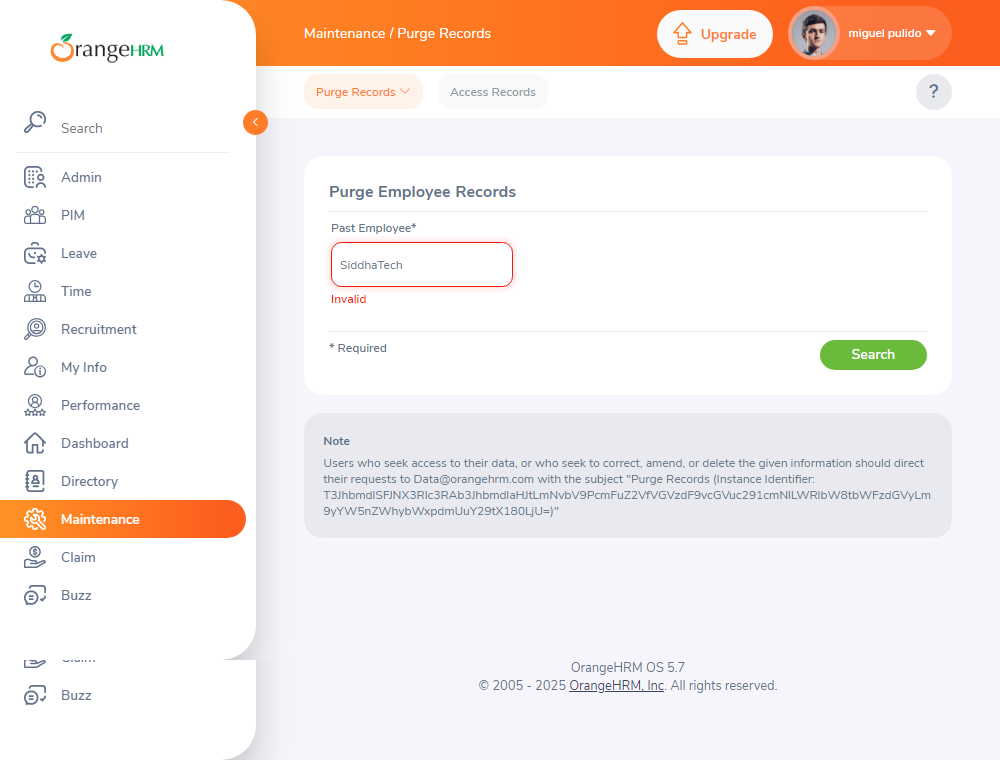 OrangeHRM
Maintenance / Purge Records
Upgrade
miguel pulido
Purge Records
Access Records
?
Search
Admin
PIM
Leave
Time
Recruitment
My Info
Performance
Dashboard
Directory
Maintenance
Claim
Buzz
Claim
Buzz
Purge Employee Records
Past Employee*
SiddhaTech
Invalid
* Required
Search
Note
Users who seek access to their data, or who seek to correct, amend, or delete the given information should direct
their requests to Data@orangehrm.com with the subject "Purge Records (Instance Identifier:
T3JhbmdlSFJNX3Rlc3RAb3JhbmdlaHJtLmNvbV9PcmFuZ2VfVGVzdF9vcGVuc291cmNlLWRlbW8tbWFzdGVyLm
9yYW5nZWhybWxpdmUuY29tX180LjU=)"
OrangeHRM OS 5.7
© 2005 - 2025 OrangeHRM, Inc. All rights reserved.